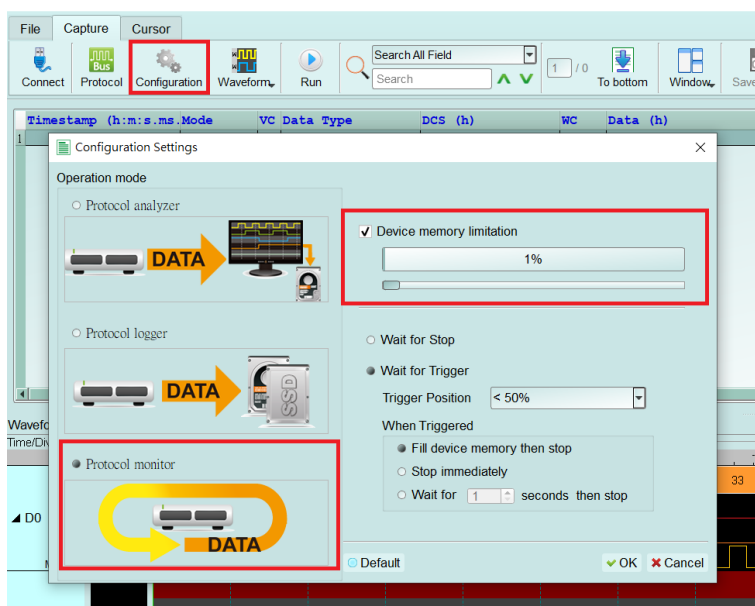 File Capture Cursor
Search All Field
Search
1 / 0
Connect Protocol Configuration Waveform Run To bottom Window Save
Bus
Timestamp (h:m:s.ms. Mode VC Data Type DCS (h) WC Data (h)
1
Configuration Settings
Operation mode
Protocol analyzer
DATA
Device memory limitation
1%
Protocol logger
DATA
SSD
Wait for Stop
Wait for Trigger
Trigger Position < 50%
When Triggered
Fill device memory then stop
Stop immediately
Wait for 1 seconds then stop
Protocol monitor
DATA
Default OK Cancel
Time/Div
33
D0